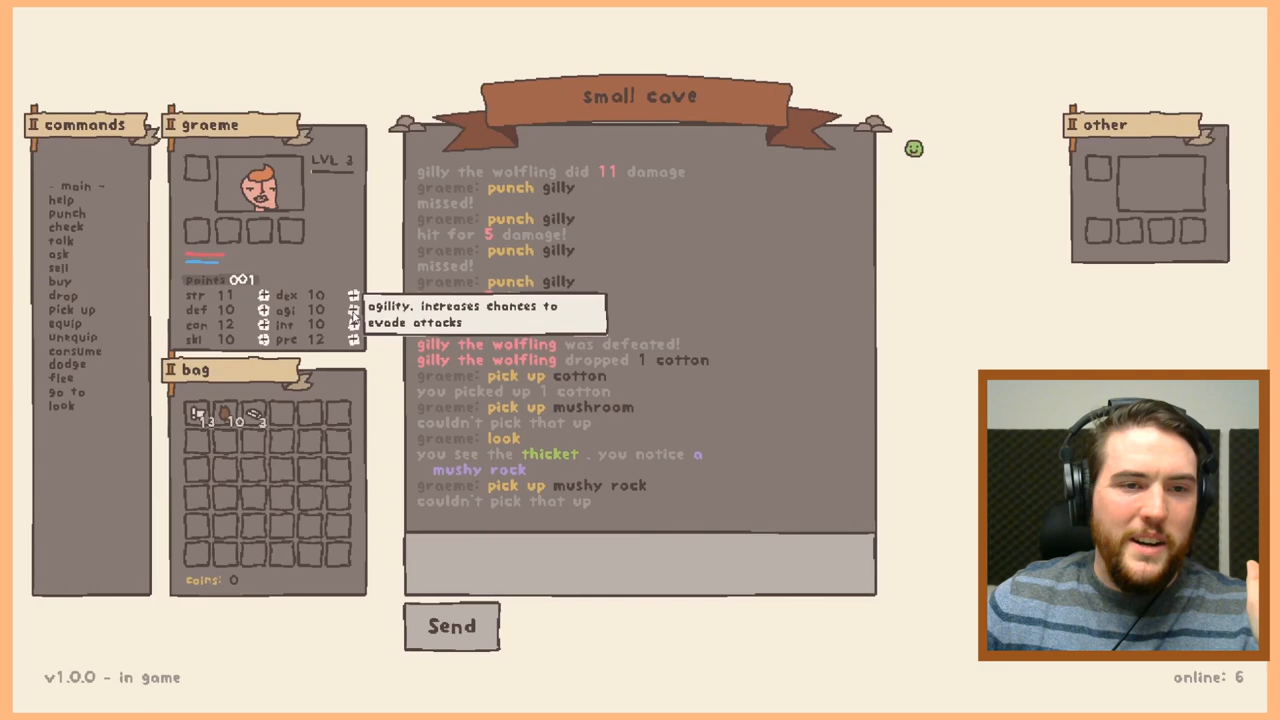 small cave
commands
- main -
help
punch
check
talk
ask
sell
buy
drop
pick up
equip
unequip
consume
dodge
flee
go to
look
graeme
LVL 3
points 001
str 11 dex 10
def 10 agi 10
con 12 int 10
skl 10 prc 12
agility. increases chances to
evade attacks
bag
13 10 3
coins: 0
gilly the wolfling did 11 damage
graeme: punch gilly
missed!
graeme: punch gilly
hit for 5 damage!
graeme: punch gilly
missed!
graeme: punch gilly
gilly the wolfling was defeated!
gilly the wolfling dropped 1 cotton
graeme: pick up cotton
you picked up 1 cotton
graeme: pick up mushroom
couldn't pick that up
graeme: look
you see the thicket . you notice a
mushy rock
graeme: pick up mushy rock
couldn't pick that up
Send
other
v1.0.0 - in game
online: 6